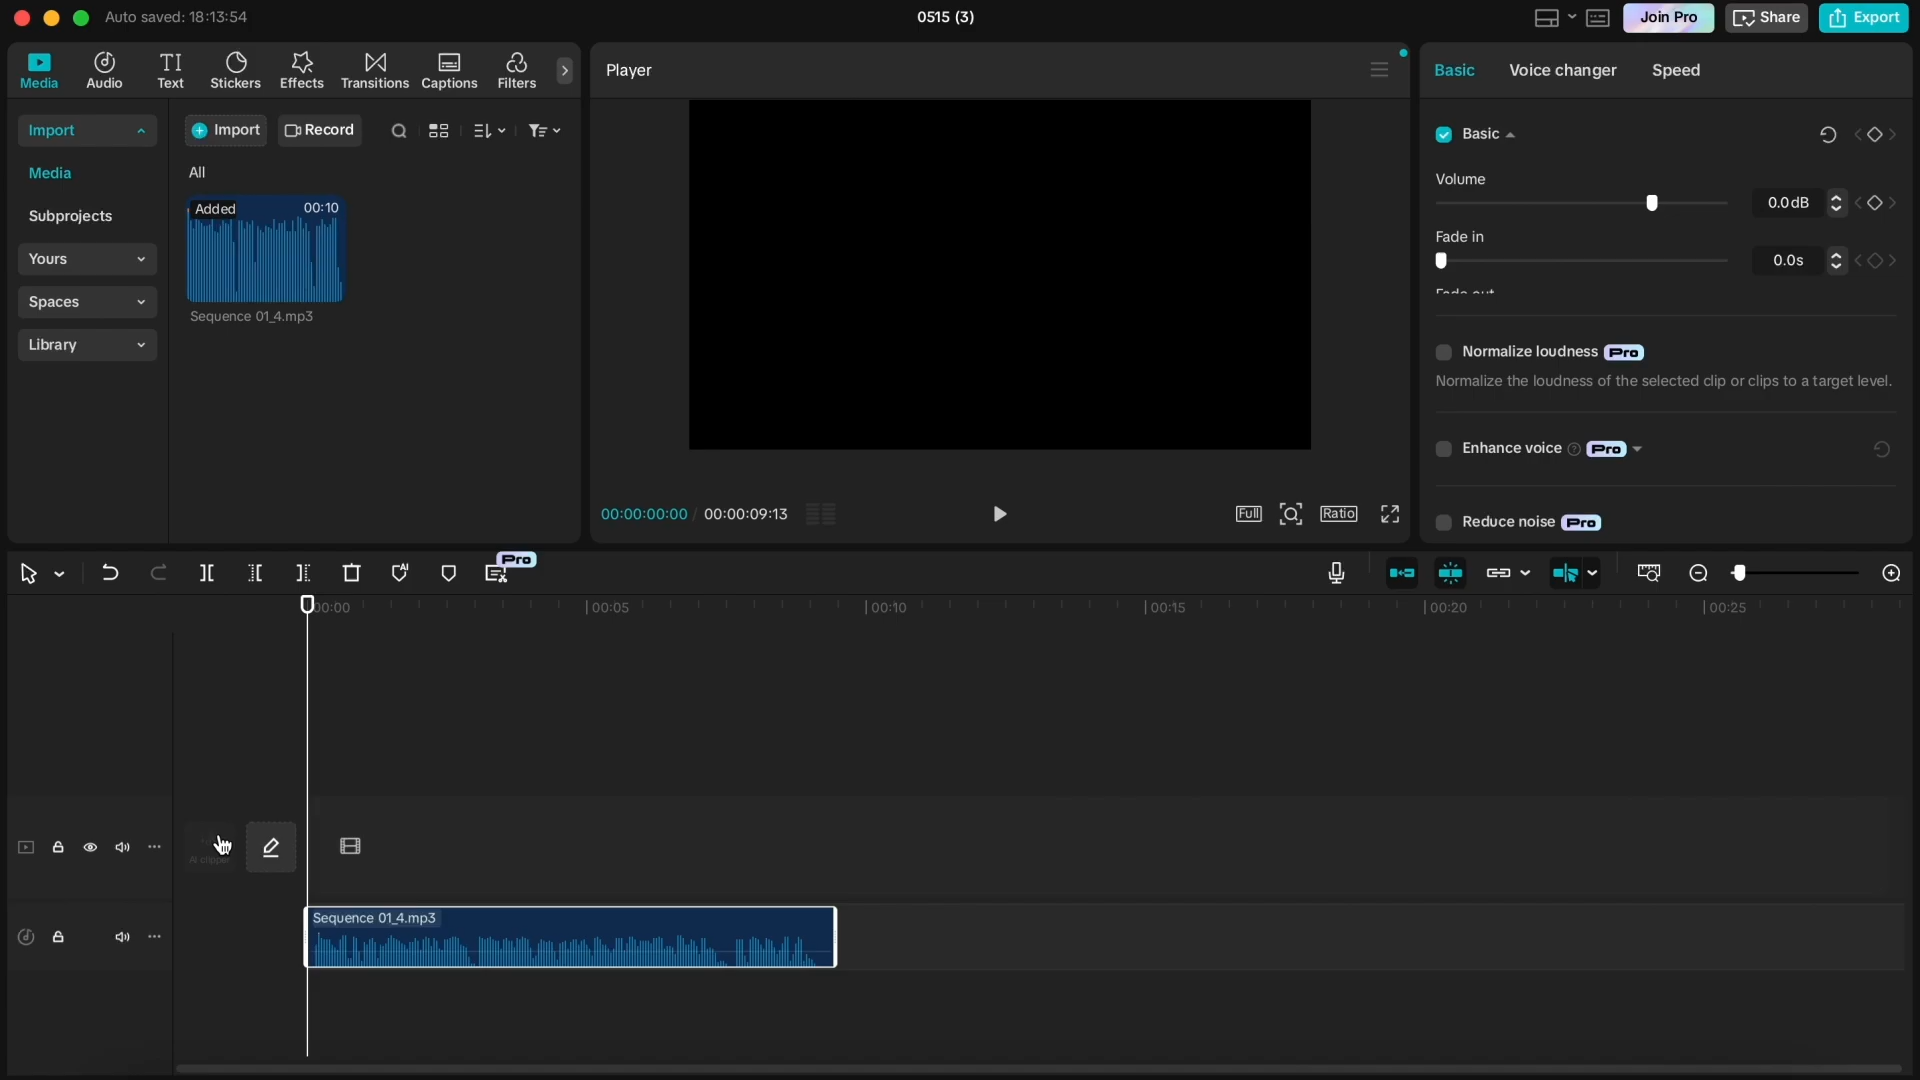 Auto saved: 18:13:54
0515 (3)
Join Pro
Share
Export
Media
Audio
Text
Stickers
Effects
Transitions
Captions
Filters
Player
Basic
Voice changer
Speed
Import
Media
Subprojects
Yours
Spaces
Library
Import
Record
All
Added
00:10
Sequence 01_4.mp3
00:00:00:00 / 00:00:09:13
Full
Ratio
Basic
Volume
0.0dB
Fade in
0.0s
Fade out
Normalize loudness Pro
Normalize the loudness of the selected clip or clips to a target level.
Enhance voice Pro
Reduce noise Pro
AI
Pro
00:00
00:05
00:10
00:15
00:20
00:25
AI clipper
Sequence 01_4.mp3